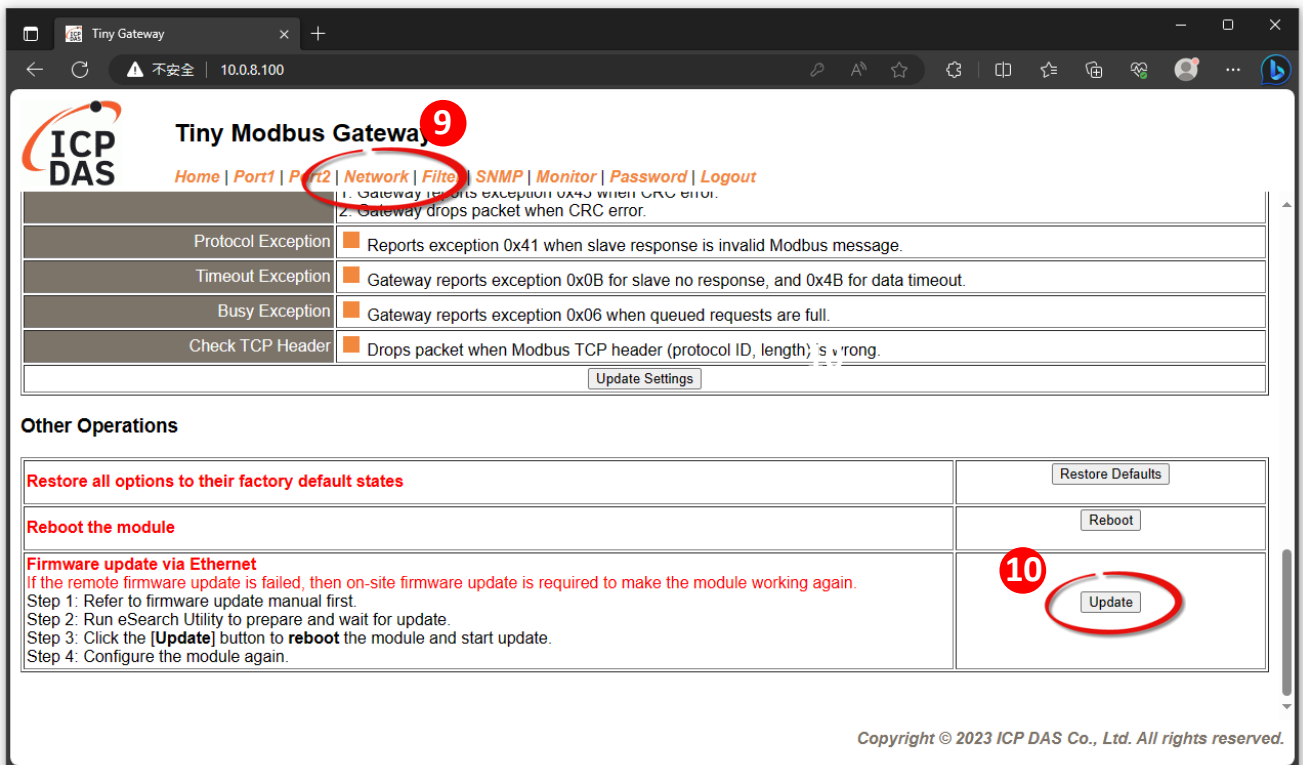 Tiny Gateway
不安全 | 10.0.8.100
ICP DAS
Tiny Modbus Gateway
9
Home | Port1 | Port2 | Network | Filter | SNMP | Monitor | Password | Logout
1. Gateway reports exception 0x43 when CRC error.
2. Gateway drops packet when CRC error.
Protocol Exception Reports exception 0x41 when slave response is invalid Modbus message.
Timeout Exception Gateway reports exception 0x0B for slave no response, and 0x4B for data timeout.
Busy Exception Gateway reports exception 0x06 when queued requests are full.
Check TCP Header Drops packet when Modbus TCP header (protocol ID, length) is wrong.
Update Settings
Other Operations
Restore all options to their factory default states
Restore Defaults
Reboot the module
Reboot
Firmware update via Ethernet
If the remote firmware update is failed, then on-site firmware update is required to make the module working again.
Step 1: Refer to firmware update manual first.
Step 2: Run eSearch Utility to prepare and wait for update.
Step 3: Click the [Update] button to reboot the module and start update.
Step 4: Configure the module again.
10
Update
Copyright © 2023 ICP DAS Co., Ltd. All rights reserved.